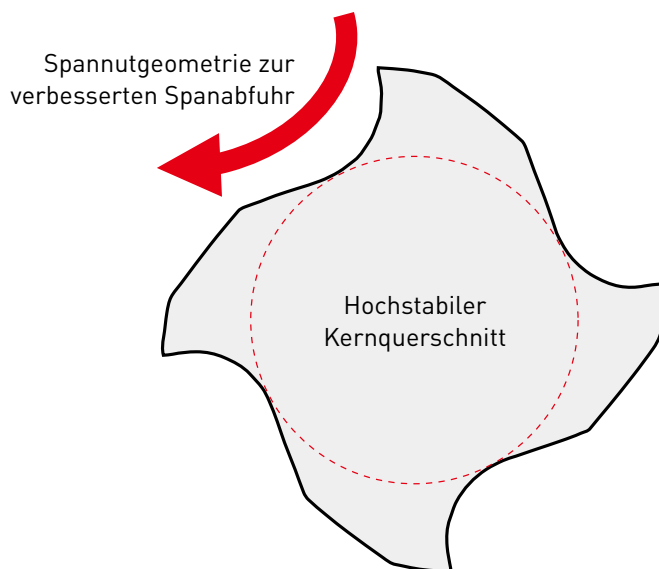 Spannutgeometrie zur
verbesserten Spanabfuhr
Hochstabiler
Kernquerschnitt